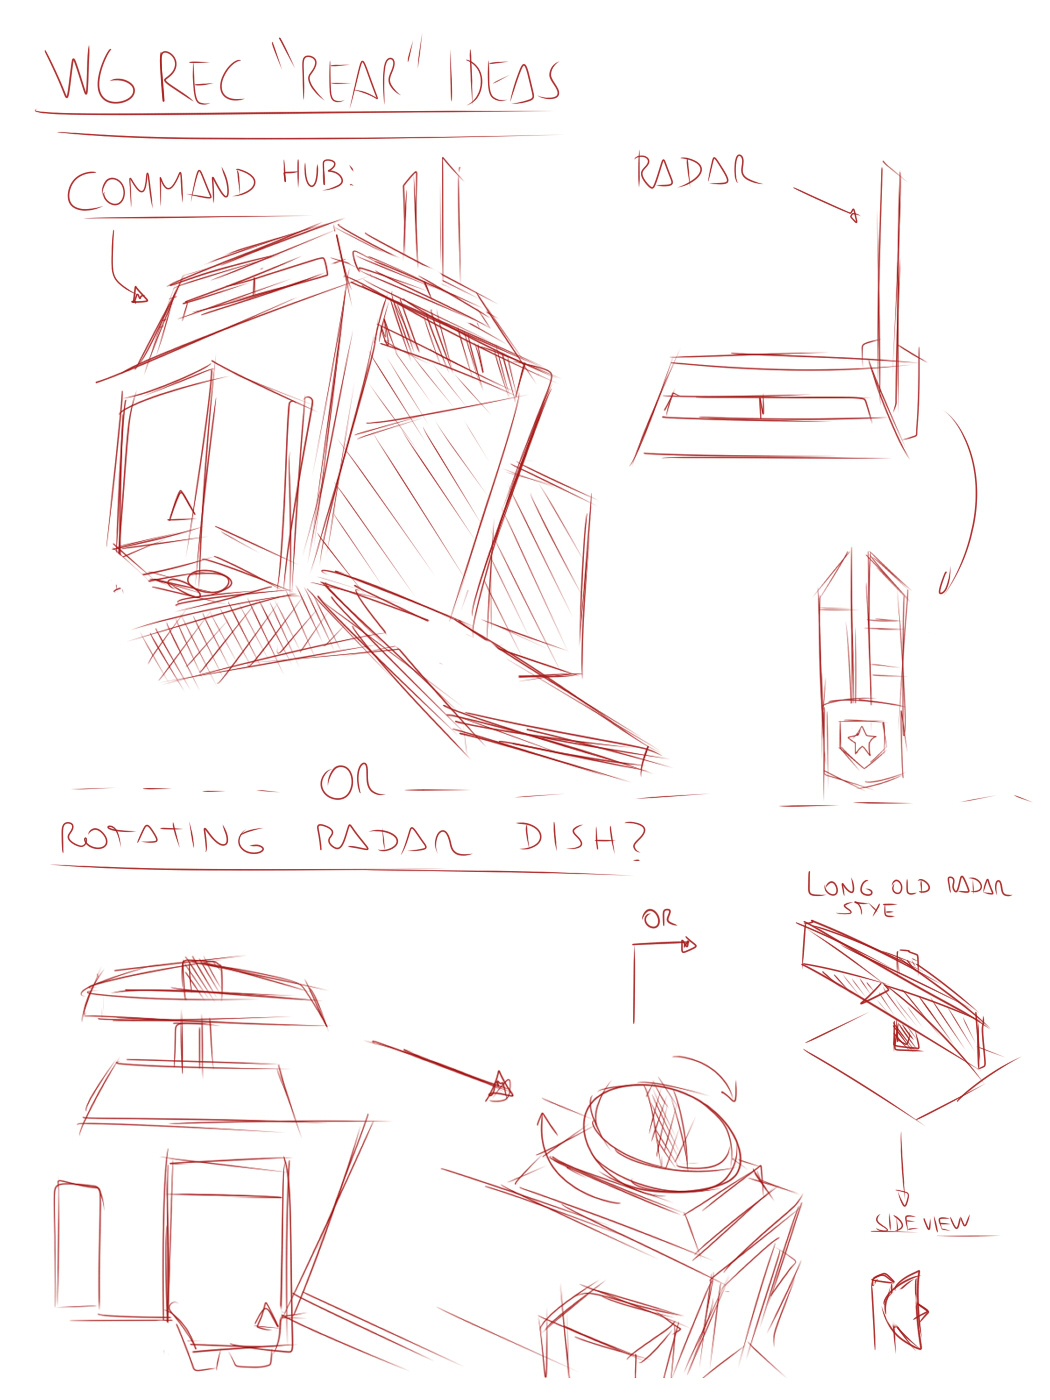 WG REC "REAR" IDEAS
COMMAND HUB:
RADAR
OR
ROTATING RADAR DISH?
OR
LONG OLD RADAR
STYE
SIDE VIEW